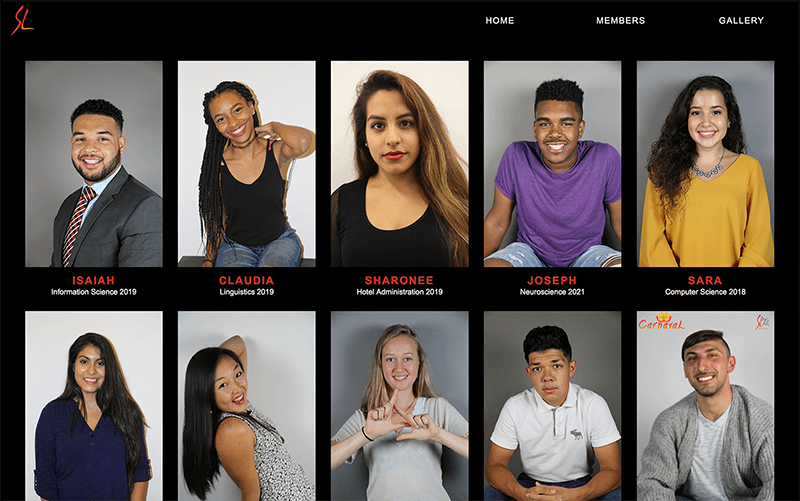 SL
HOME MEMBERS GALLERY
ISAIAH
Information Science 2019
CLAUDIA
Linguistics 2019
SHARONEE
Hotel Administration 2019
JOSEPH
Neuroscience 2021
SARA
Computer Science 2018
CarnavaL